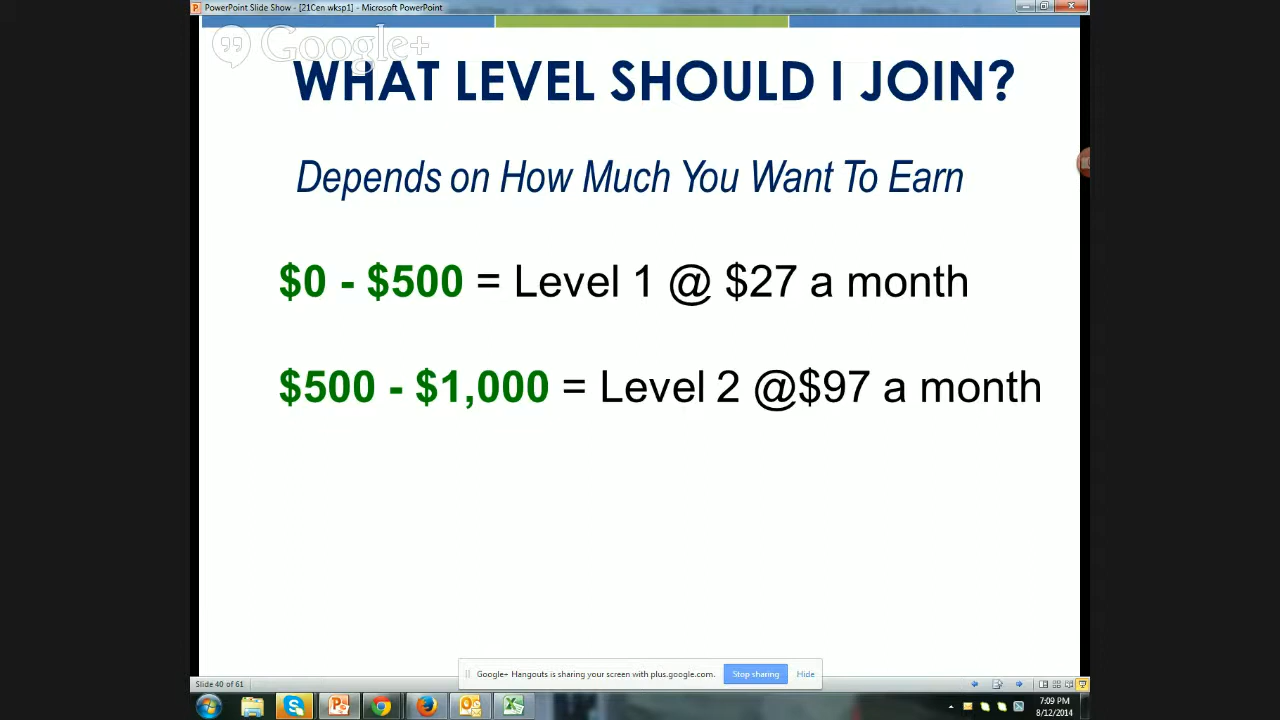 PowerPoint Slide Show - [21Cen wksp1] - Microsoft PowerPoint
Google+
WHAT LEVEL SHOULD I JOIN?
Depends on How Much You Want To Earn
$0 - $500 = Level 1 @ $27 a month
$500 - $1,000 = Level 2 @$97 a month
Google+ Hangouts is sharing your screen with plus.google.com.
Stop sharing
Hide
Slide 40 of 61
7:09 PM
8/12/2014